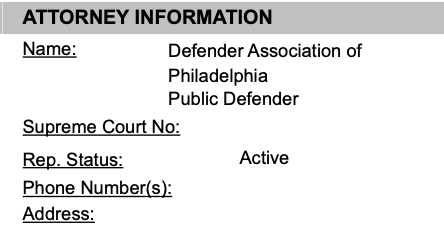 ATTORNEY INFORMATION
Name: Defender Association of
Philadelphia
Public Defender
Supreme Court No:
Rep. Status: Active
Phone Number(s):
Address: